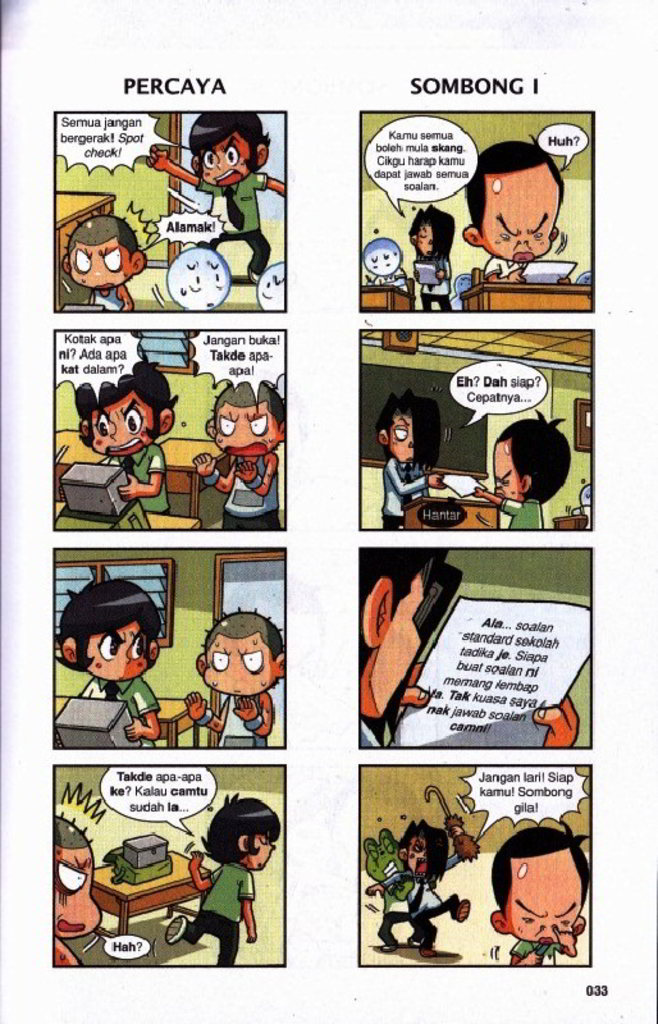 PERCAYA
Semua jangan
bergerak! Spot
check!
Alamak!
Kotak apa
ni? Ada apa
kat dalam?
Jangan buka!
Takde apa-
apa!
Takde apa-apa
ke? Kalau camtu
sudah la...
Hah?
SOMBONG I
Kamu semua
boleh mula skang.
Cikgu harap kamu
dapat jawab semua
soalan.
Huh?
Eh? Dah siap?
Cepatnya...
Hantar
Ala... soalan
standard sekolah
tadika je. Siapa
buat soalan ni
memang lembap
la. Tak kuasa saya
nak jawab soalan
camni!
Jangan lari! Siap
kamu! Sombong
gila!
033